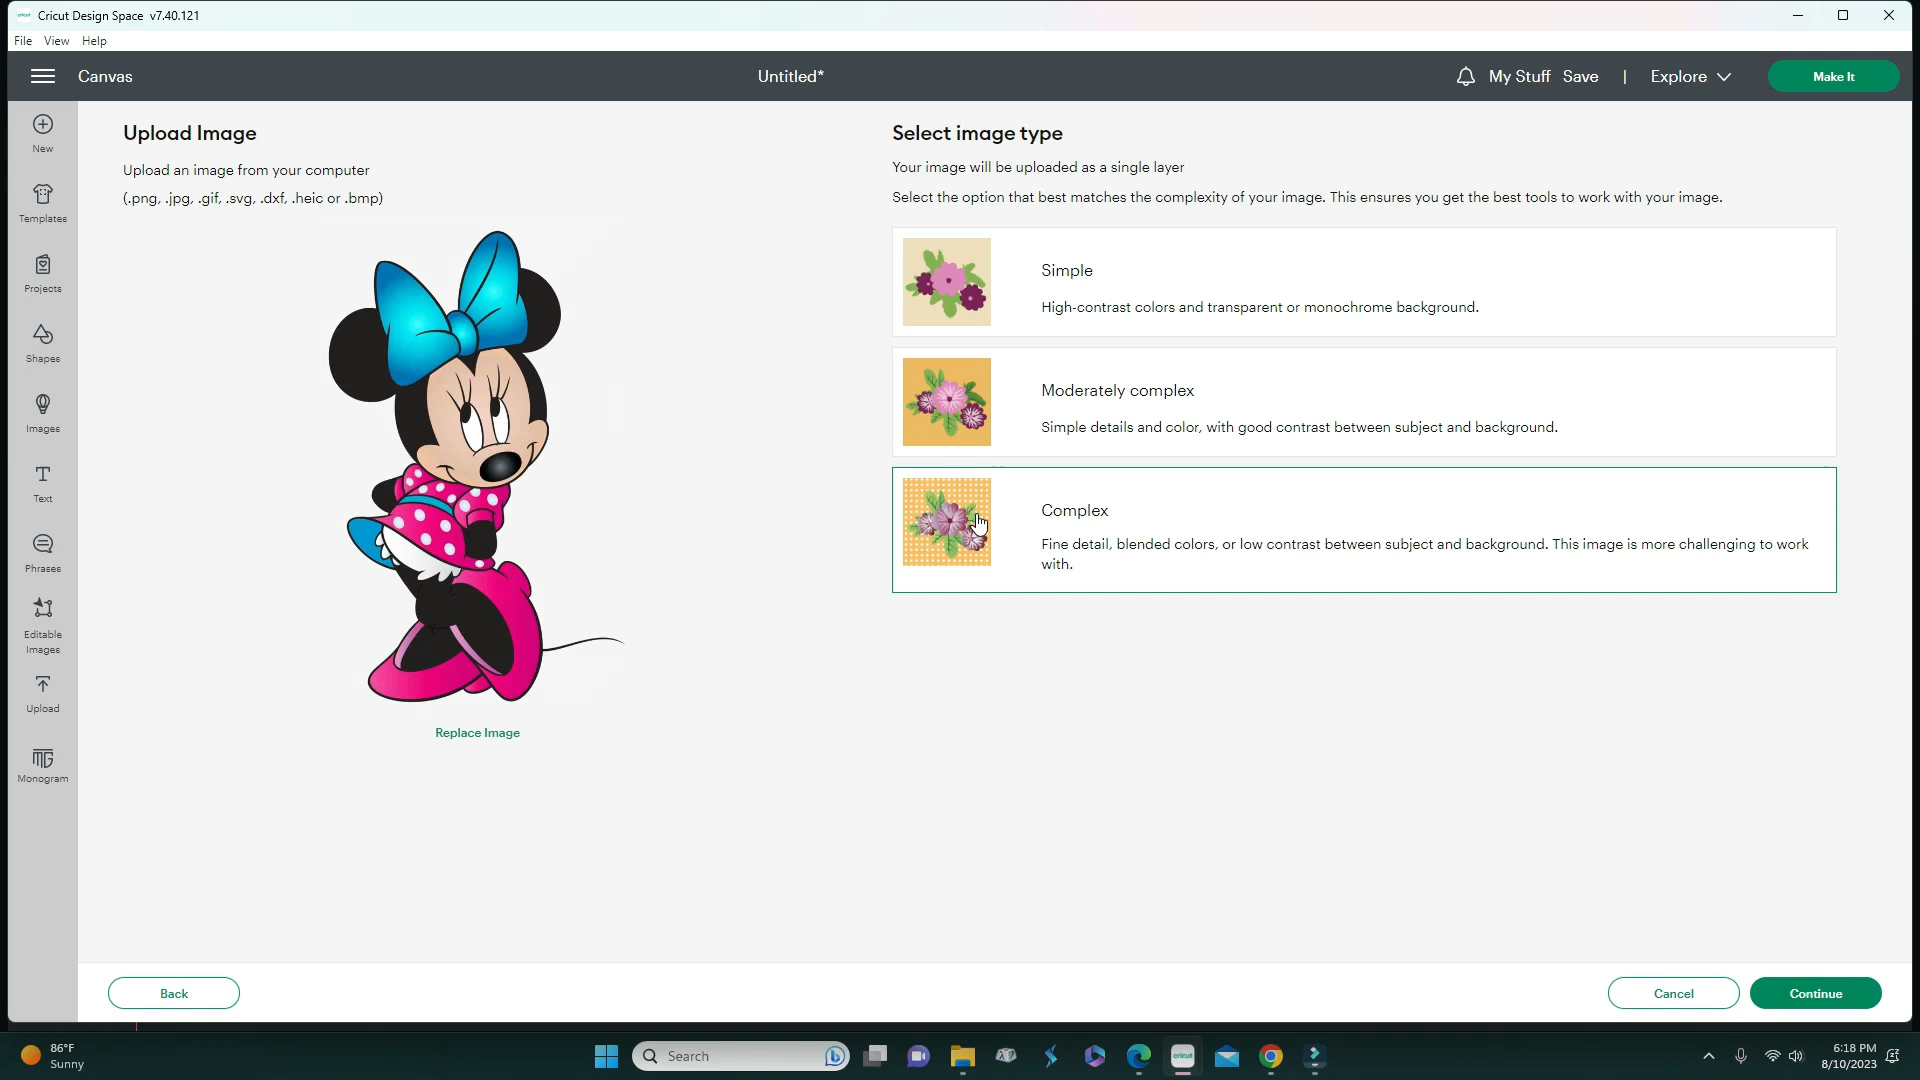 Cricut Design Space v7.40.121
File View Help
Canvas
Untitled*
My Stuff Save | Explore
Make It
New
Templates
Projects
Shapes
Images
Text
Phrases
Editable
Images
Upload
Monogram
Upload Image
Upload an image from your computer
(.png, .jpg, .gif, .svg, .dxf, .heic or .bmp)
Replace Image
Select image type
Your image will be uploaded as a single layer
Select the option that best matches the complexity of your image. This ensures you get the best tools to work with your image.
Simple
High-contrast colors and transparent or monochrome background.
Moderately complex
Simple details and color, with good contrast between subject and background.
Complex
Fine detail, blended colors, or low contrast between subject and background. This image is more challenging to work
with.
Back
Cancel
Continue
86°F
Sunny
Search
cricut
6:18 PM
8/10/2023